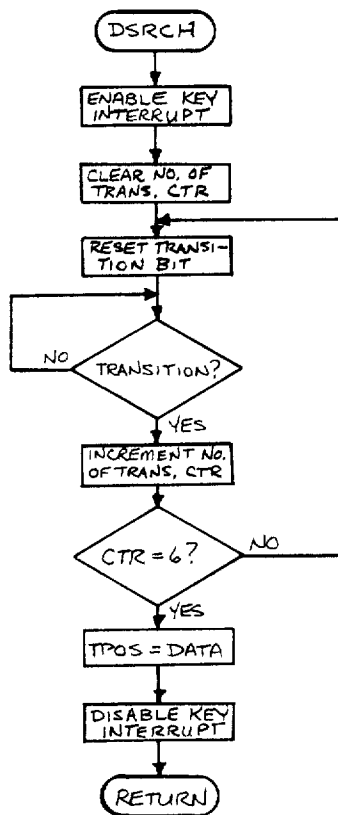 DSRCH
ENABLE KEY
INTERRUPT
CLEAR NO. OF
TRANS, CTR
RESET TRANSI-
TION BIT
NO
TRANSITION?
YES
INCREMENT NO.
OF TRANS, CTR
CTR = 6?
NO
YES
TPOS = DATA
DISABLE KEY
INTERRUPT
RETURN